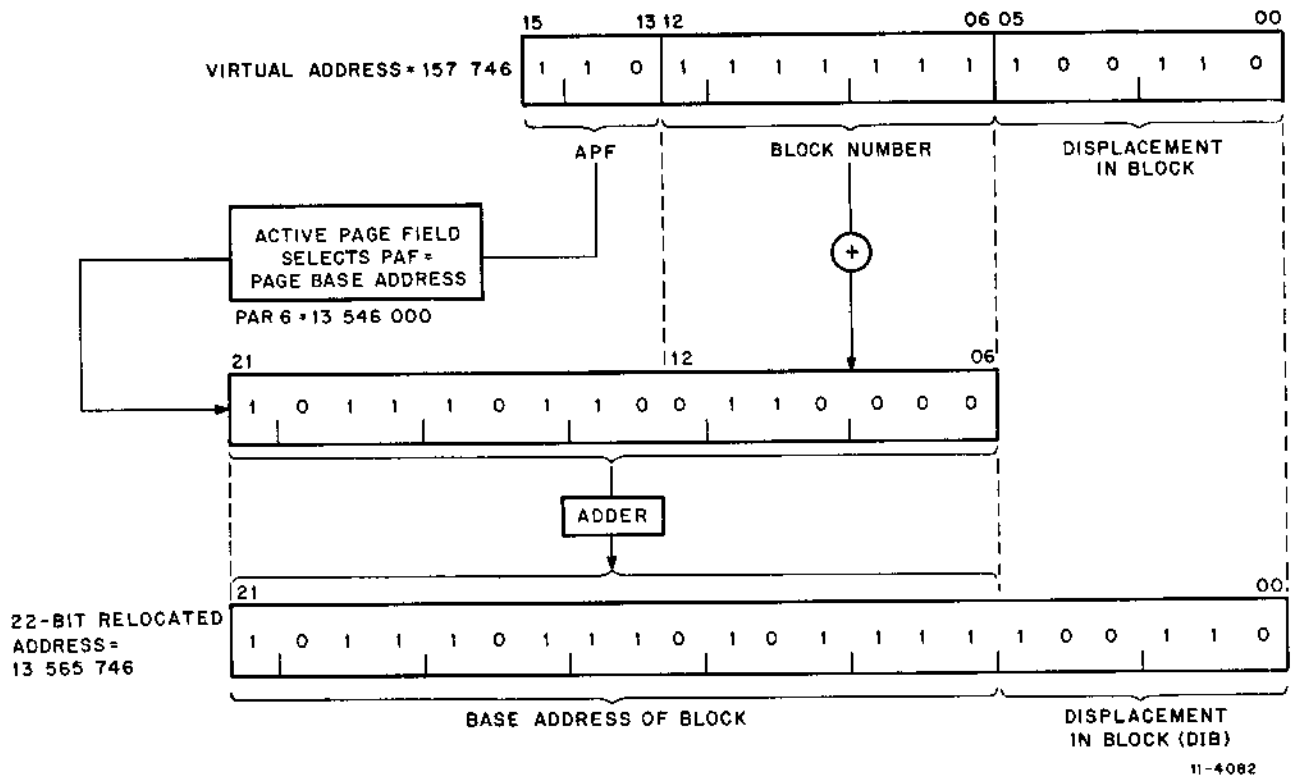 15 13 12 06 05 00
VIRTUAL ADDRESS = 157 746 1 1 0 1 1 1 1 1 1 1 1 0 0 1 1 0
APF BLOCK NUMBER DISPLACEMENT
IN BLOCK
ACTIVE PAGE FIELD
SELECTS PAF =
PAGE BASE ADDRESS
+
PAR 6 = 13 546 000
21 12 06
1 0 1 1 1 0 1 1 0 0 1 1 0 0 0 0
ADDER
21 00
22-BIT RELOCATED
ADDRESS =
13 565 746
1 0 1 1 1 0 1 1 1 0 1 0 1 1 1 1 1 0 0 1 1 0
BASE ADDRESS OF BLOCK
DISPLACEMENT
IN BLOCK (DIB)
11-4082